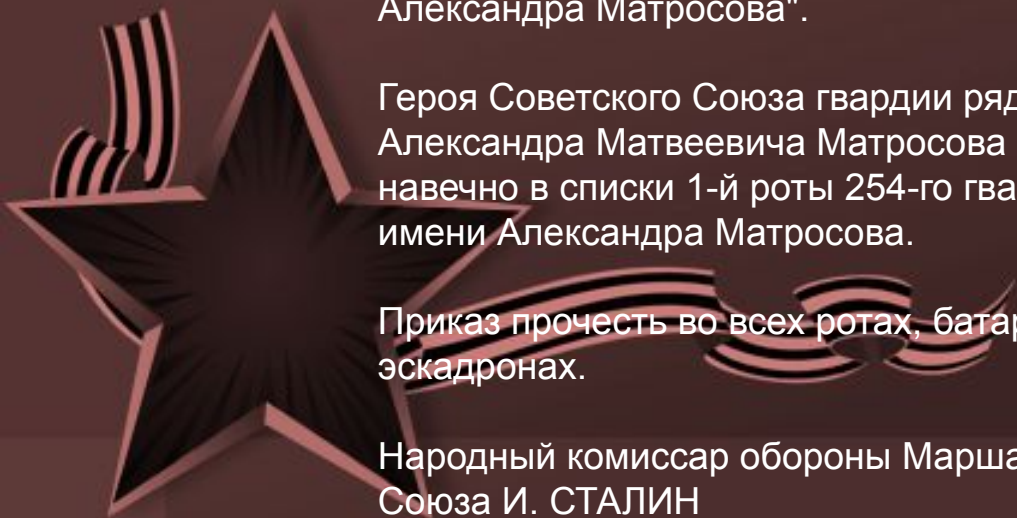 Александра Матросова".
Героя Советского Союза гвардии ряд
Александра Матвеевича Матросова
навечно в списки 1-й роты 254-го гва
имени Александра Матросова.
Приказ прочесть во всех ротах, батар
эскадронах.
Народный комиссар обороны Марша
Союза И. СТАЛИН